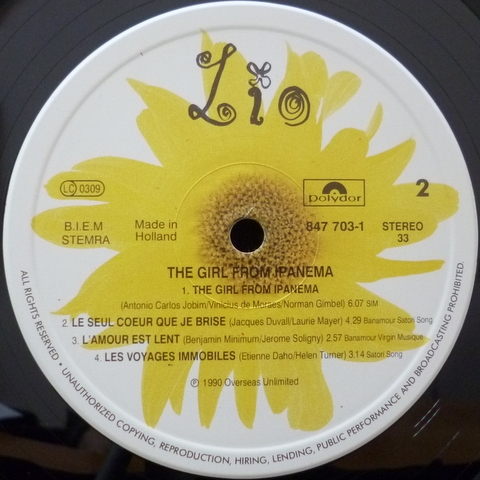 Lio
LC 0309
polydor
2
B.I.E.M
STEMRA
Made in
Holland
847 703-1
STEREO
33
THE GIRL FROM IPANEMA
1. THE GIRL FROM IPANEMA
(Antonio Carlos Jobim/Vinicius de Moraes/Norman Gimbel) 6.07 SIM
2. LE SEUL COEUR QUE JE BRISE (Jacques Duvall/Laurie Mayer) 4.29 Banamour Saton Song
3. L'AMOUR EST LENT (Benjamin Minimum/Jerome Soligny) 2.57 Banamour Virgin Musique
4. LES VOYAGES IMMOBILES (Etienne Daho/Helen Turner) 3.14 Saton Song
℗ 1990 Overseas Unlimited
ALL RIGHTS RESERVED • UNAUTHORIZED COPYING, REPRODUCTION, HIRING, LENDING, PUBLIC PERFORMANCE AND BROADCASTING PROHIBITED.